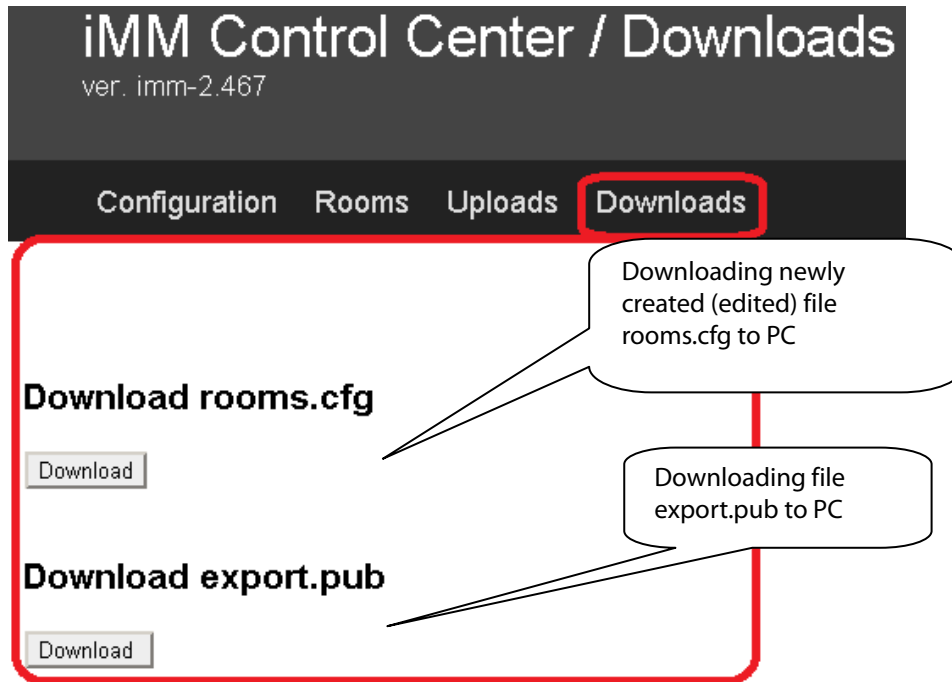 iMM Control Center / Downloads
ver. imm-2.467
Configuration Rooms Uploads Downloads
Downloading newly
created (edited) file
rooms.cfg to PC
Download rooms.cfg
Download
Downloading file
export.pub to PC
Download export.pub
Download